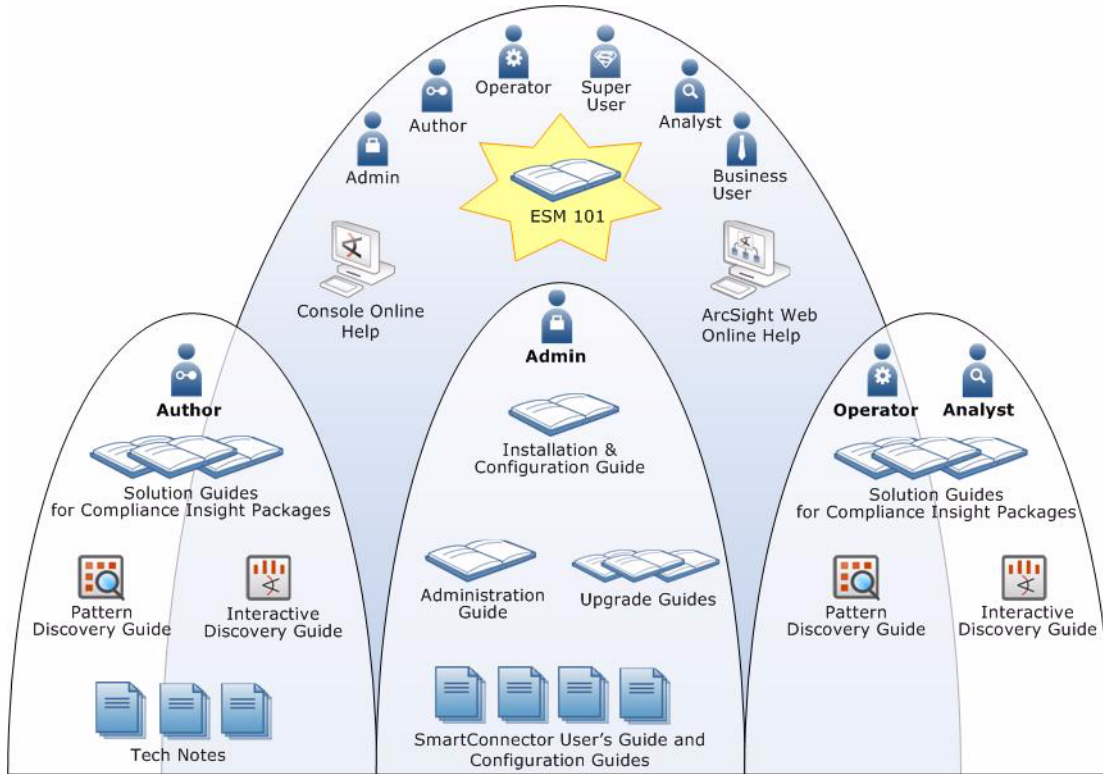 Operator
Super
User
Author
Analyst
Admin
Business
User
ESM 101
Console Online
Help
ArcSight Web
Online Help
Admin
Author
Operator
Analyst
Installation &
Configuration Guide
Solution Guides
for Compliance Insight Packages
Solution Guides
for Compliance Insight Packages
Administration
Guide
Upgrade Guides
Pattern
Discovery Guide
Interactive
Discovery Guide
Pattern
Discovery Guide
Interactive
Discovery Guide
Tech Notes
SmartConnector User's Guide and
Configuration Guides